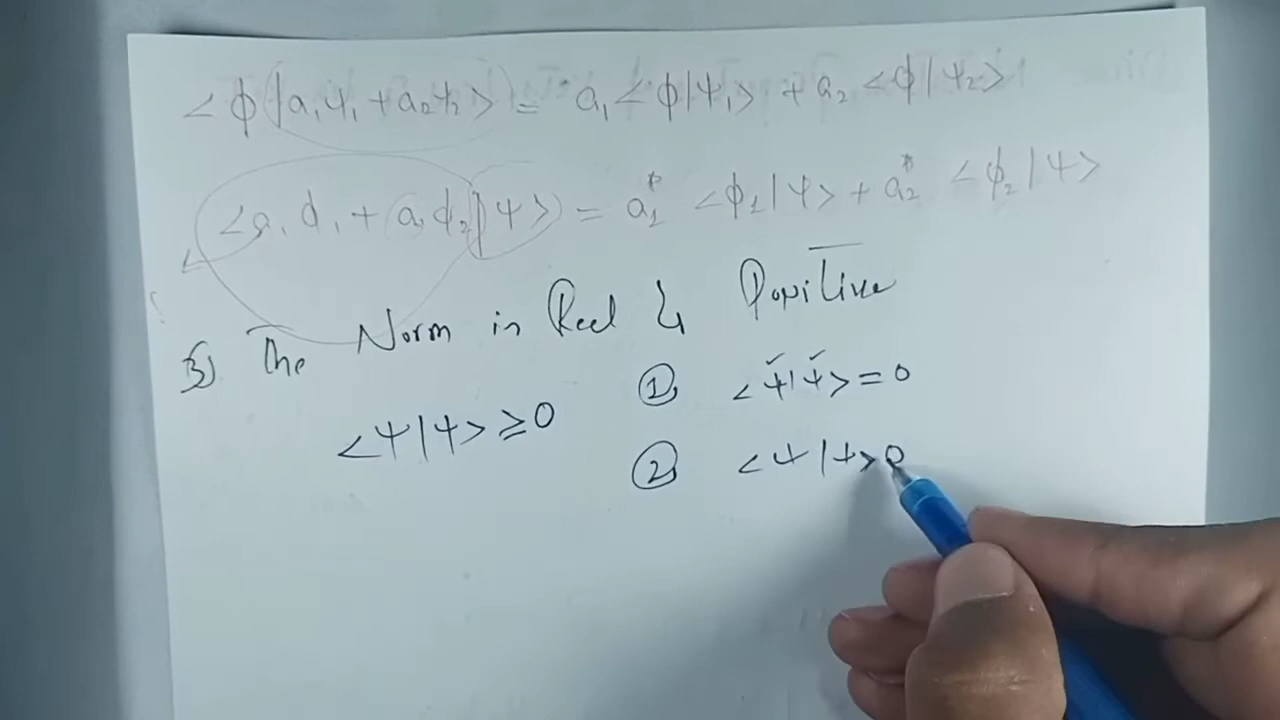 <ϕ|a₁ψ₁ + a₂ψ₂> = a₁<ϕ|ψ₁> + a₂<ϕ|ψ₂>
<a₁ϕ₁ + a₂ϕ₂|ψ> = a₁* <ϕ₁|ψ> + a₂* <ϕ₂|ψ>
3) The Norm is Real & Positive
① <ψ|ψ> = 0
<ψ|ψ> ≥ 0
② <ψ|ψ>0